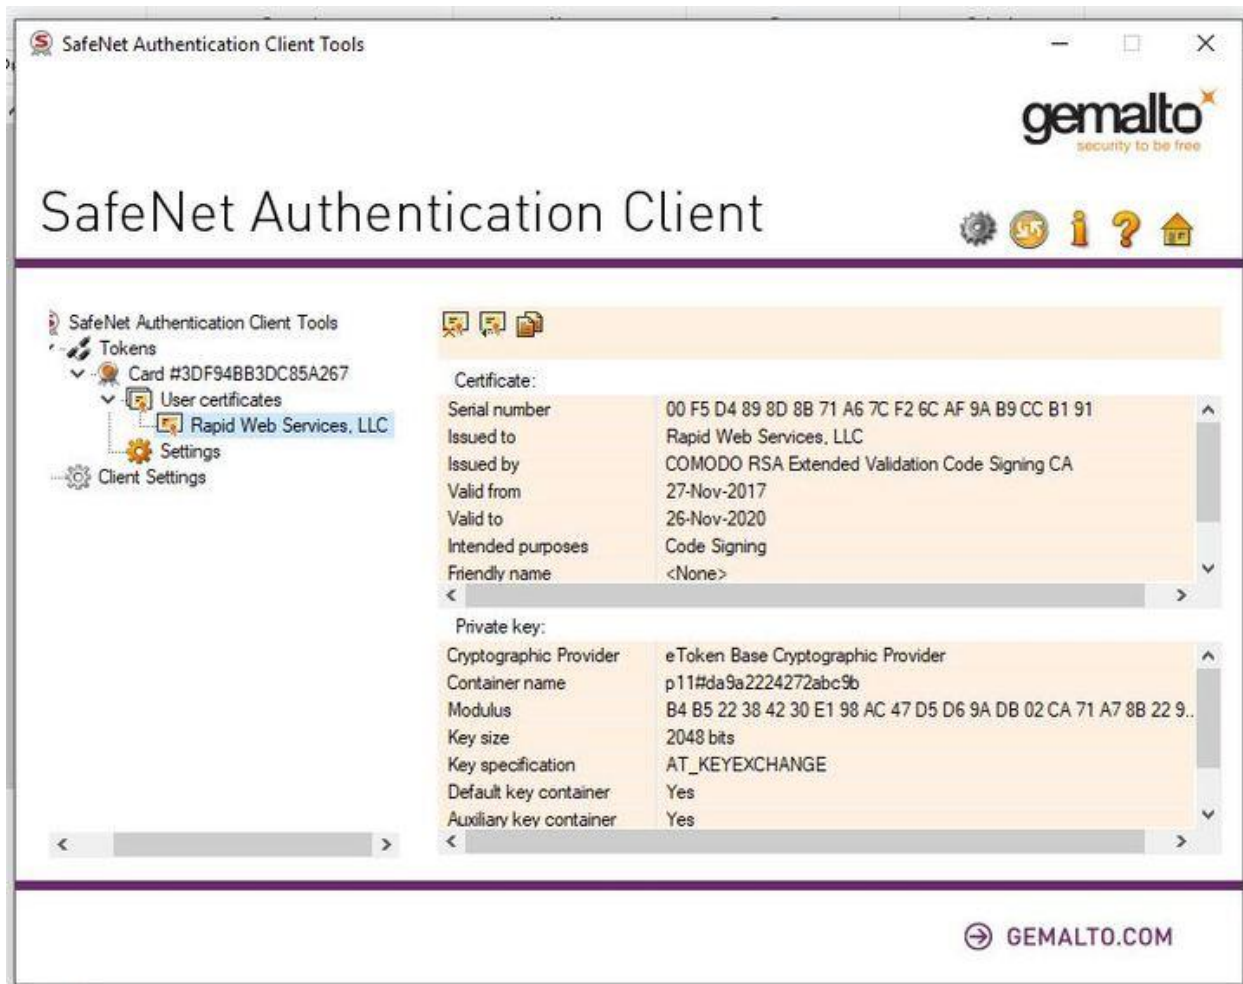 SafeNet Authentication Client Tools
gemalto
security to be free
SafeNet Authentication Client
SafeNet Authentication Client Tools
Tokens
Card #3DF94BB3DC85A267
User certificates
Rapid Web Services, LLC
Settings
Client Settings
Certificate:
Serial number 00 F5 D4 89 8D 8B 71 A6 7C F2 6C AF 9A B9 CC B1 91
Issued to Rapid Web Services, LLC
Issued by COMODO RSA Extended Validation Code Signing CA
Valid from 27-Nov-2017
Valid to 26-Nov-2020
Intended purposes Code Signing
Friendly name <None>
Private key:
Cryptographic Provider eToken Base Cryptographic Provider
Container name p11#da9a2224272abc9b
Modulus B4 B5 22 38 42 30 E1 98 AC 47 D5 D6 9A DB 02 CA 71 A7 8B 22 9..
Key size 2048 bits
Key specification AT_KEYEXCHANGE
Default key container Yes
Auxiliary key container Yes
GEMALTO.COM